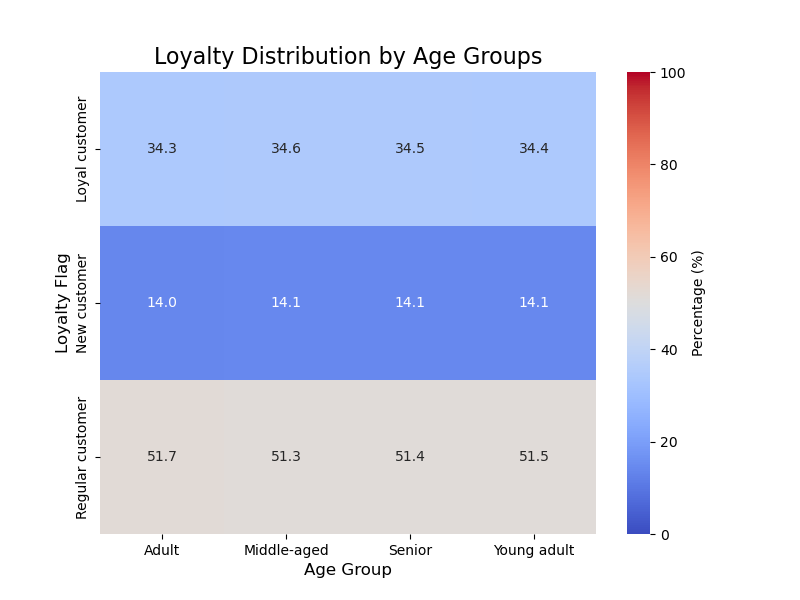 Loyalty Distribution by Age Groups
Loyalty Flag
Loyal customer
34.3 34.6 34.5 34.4
New customer
14.0 14.1 14.1 14.1
Regular customer
51.7 51.3 51.4 51.5
Adult Middle-aged Senior Young adult
Age Group
100
80
60
40
20
0
Percentage (%)